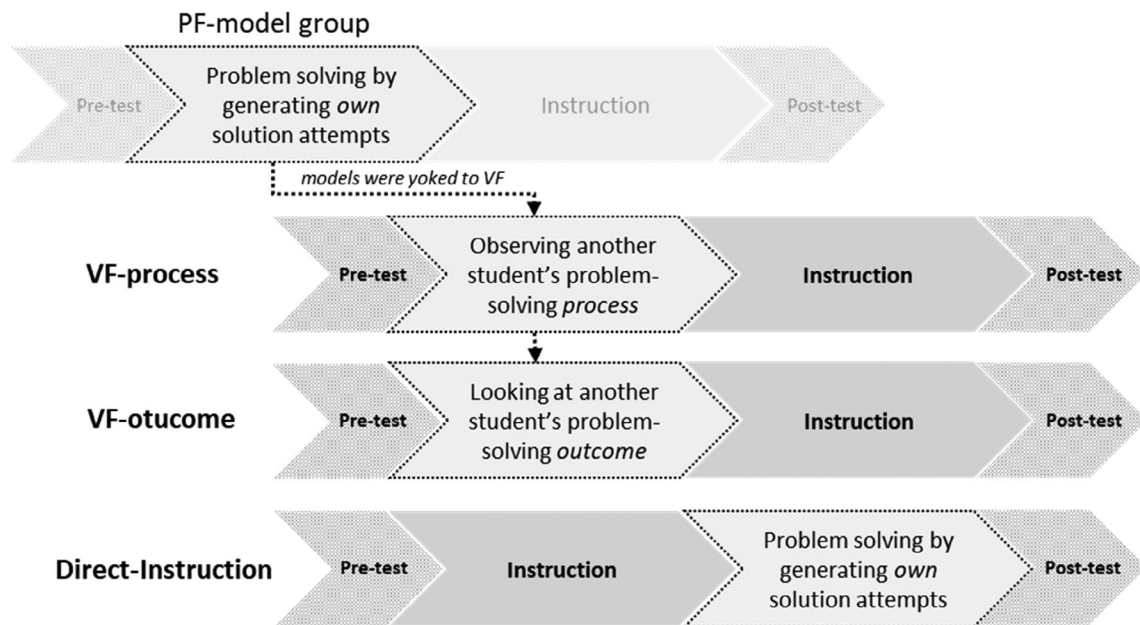 PF-model group
Pre-test
Problem solving by
generating own
solution attempts
Instruction
Post-test
models were yoked to VF
VF-process
Pre-test
Observing another
student's problem-
solving process
Instruction
Post-test
VF-otucome
Pre-test
Looking at another
student's problem-
solving outcome
Instruction
Post-test
Direct-Instruction
Pre-test
Instruction
Problem solving by
generating own
solution attempts
Post-test